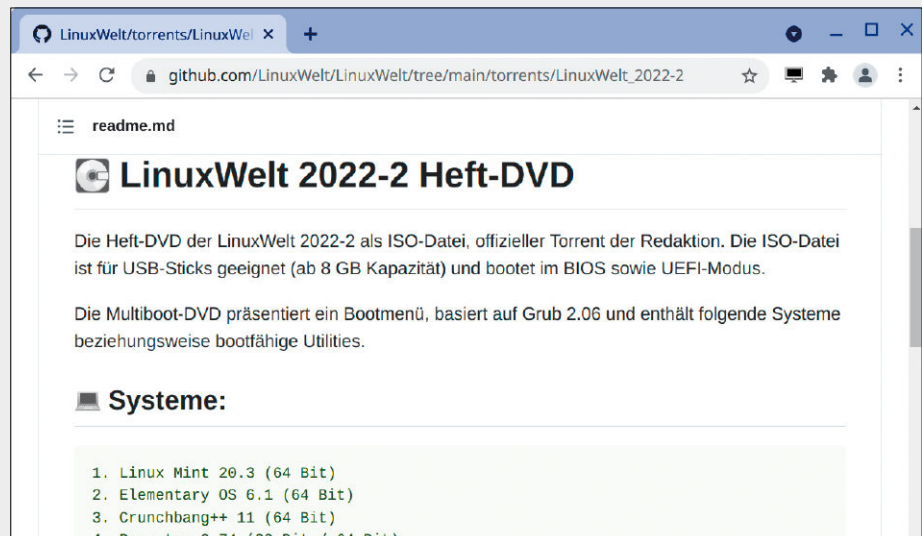 LinuxWelt/torrents/LinuxWel
github.com/LinuxWelt/LinuxWelt/tree/main/torrents/LinuxWelt_2022-2
readme.md
LinuxWelt 2022-2 Heft-DVD
Die Heft-DVD der LinuxWelt 2022-2 als ISO-Datei, offizieller Torrent der Redaktion. Die ISO-Datei
ist für USB-Sticks geeignet (ab 8 GB Kapazität) und bootet im BIOS sowie UEFI-Modus.
Die Multiboot-DVD präsentiert ein Bootmenü, basiert auf Grub 2.06 und enthält folgende Systeme
beziehungsweise bootfähige Utilities.
Systeme:
1. Linux Mint 20.3 (64 Bit)
2. Elementary OS 6.1 (64 Bit)
3. Crunchbang++ 11 (64 Bit)